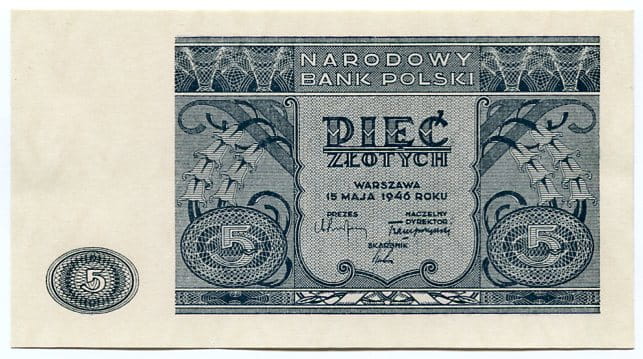 NARODOWY
BANK POLSKI
PIĘĆ
ZŁOTYCH
WARSZAWA
15 MAJA 1946 ROKU
PREZES
NACZELNY
DYREKTOR
SKARBNIK
5
5
5